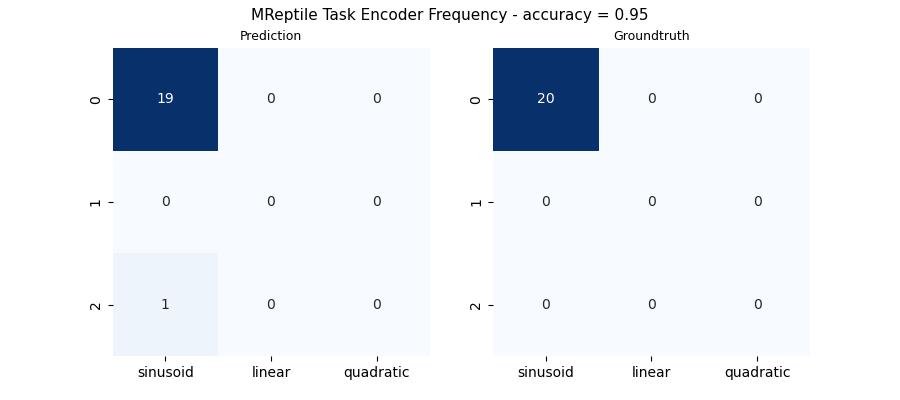 MReptile Task Encoder Frequency - accuracy = 0.95
Prediction
Groundtruth
0 19 0 0
1 0 0 0
2 1 0 0
sinusoid linear quadratic
0 20 0 0
1 0 0 0
2 0 0 0
sinusoid linear quadratic